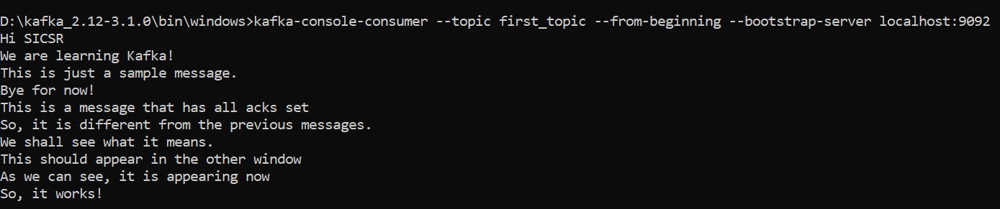 D:\kafka_2.12-3.1.0\bin\windows>kafka-console-consumer --topic first_topic --from-beginning --bootstrap-server localhost:9092
Hi SICSR
We are learning Kafka!
This is just a sample message.
Bye for now!
This is a message that has all acks set
So, it is different from the previous messages.
We shall see what it means.
This should appear in the other window
As we can see, it is appearing now
So, it works!